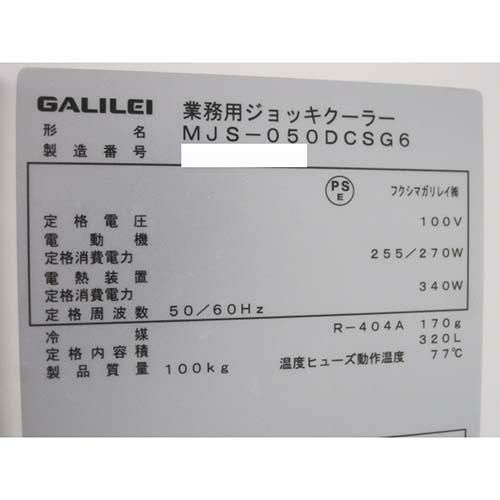 GALILEI 業務用ジョッキクーラー
形名 MJS-050DCSG6
製造番号
PS E フクシマガリレイ㈱
定格電圧 100V
電動機
定格消費電力 255/270W
電熱装置
定格消費電力 340W
定格周波数 50/60Hz
冷媒 R-404A 170g
定格内容積 320L
製品質量 100kg 温度ヒューズ動作温度 77℃